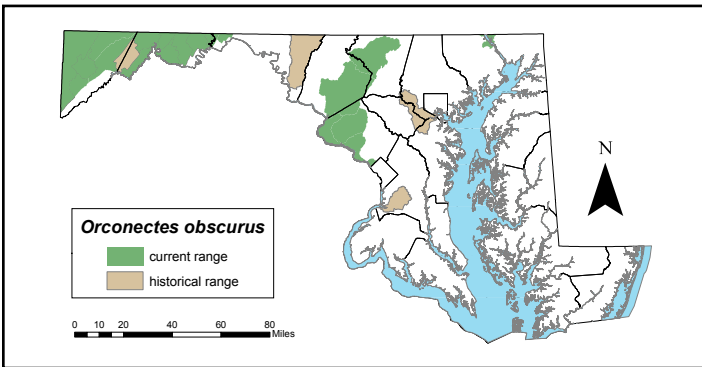 N
Orconectes obscurus
current range
historical range
0 10 20 40 60 80
Miles